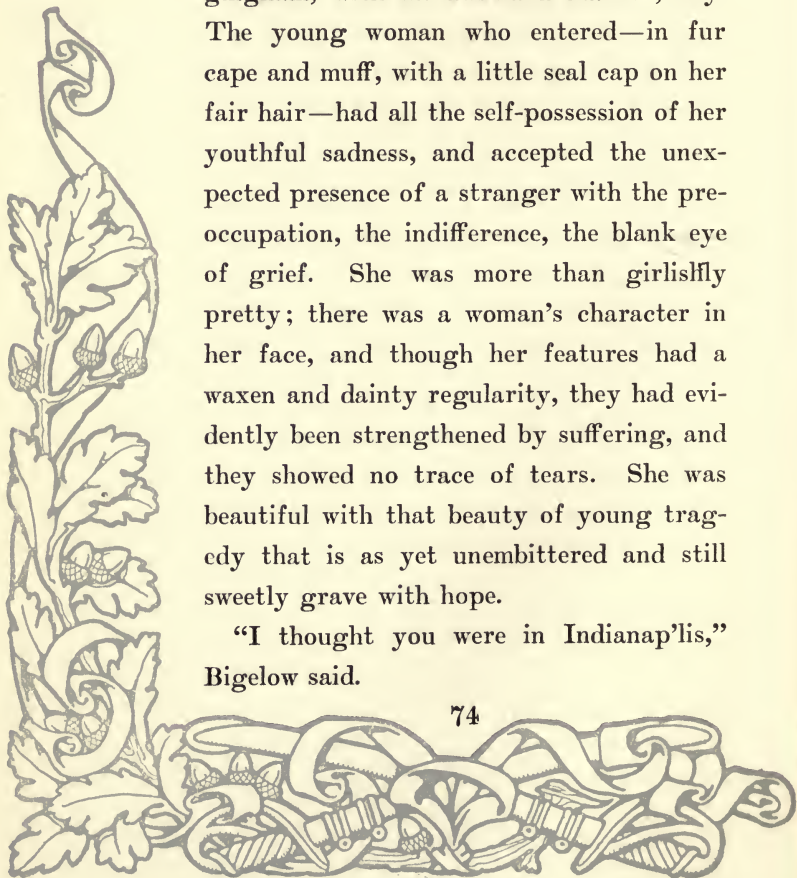 The young woman who entered—in fur
cape and muff, with a little seal cap on her
fair hair—had all the self-possession of her
youthful sadness, and accepted the unex-
pected presence of a stranger with the pre-
occupation, the indifference, the blank eye
of grief. She was more than girlishly
pretty; there was a woman's character in
her face, and though her features had a
waxen and dainty regularity, they had evi-
dently been strengthened by suffering, and
they showed no trace of tears. She was
beautiful with that beauty of young trag-
edy that is as yet unembittered and still
sweetly grave with hope.
“I thought you were in Indianap'lis,”
Bigelow said.
74